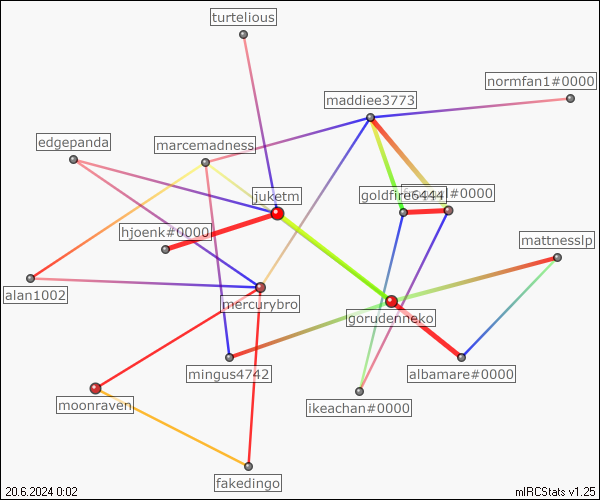 turtelious
normfan1#0000
maddiee3773
edgepanda
marcemadness
juketm
goldfire6444
#0000
hjoenk#0000
mattnesslp
alan1002
mercurybro
gorudenneko
mingus4742
albamare#0000
moonraven
ikeachan#0000
fakedingo
20.6.2024 0:02
mIRCStats v1.25